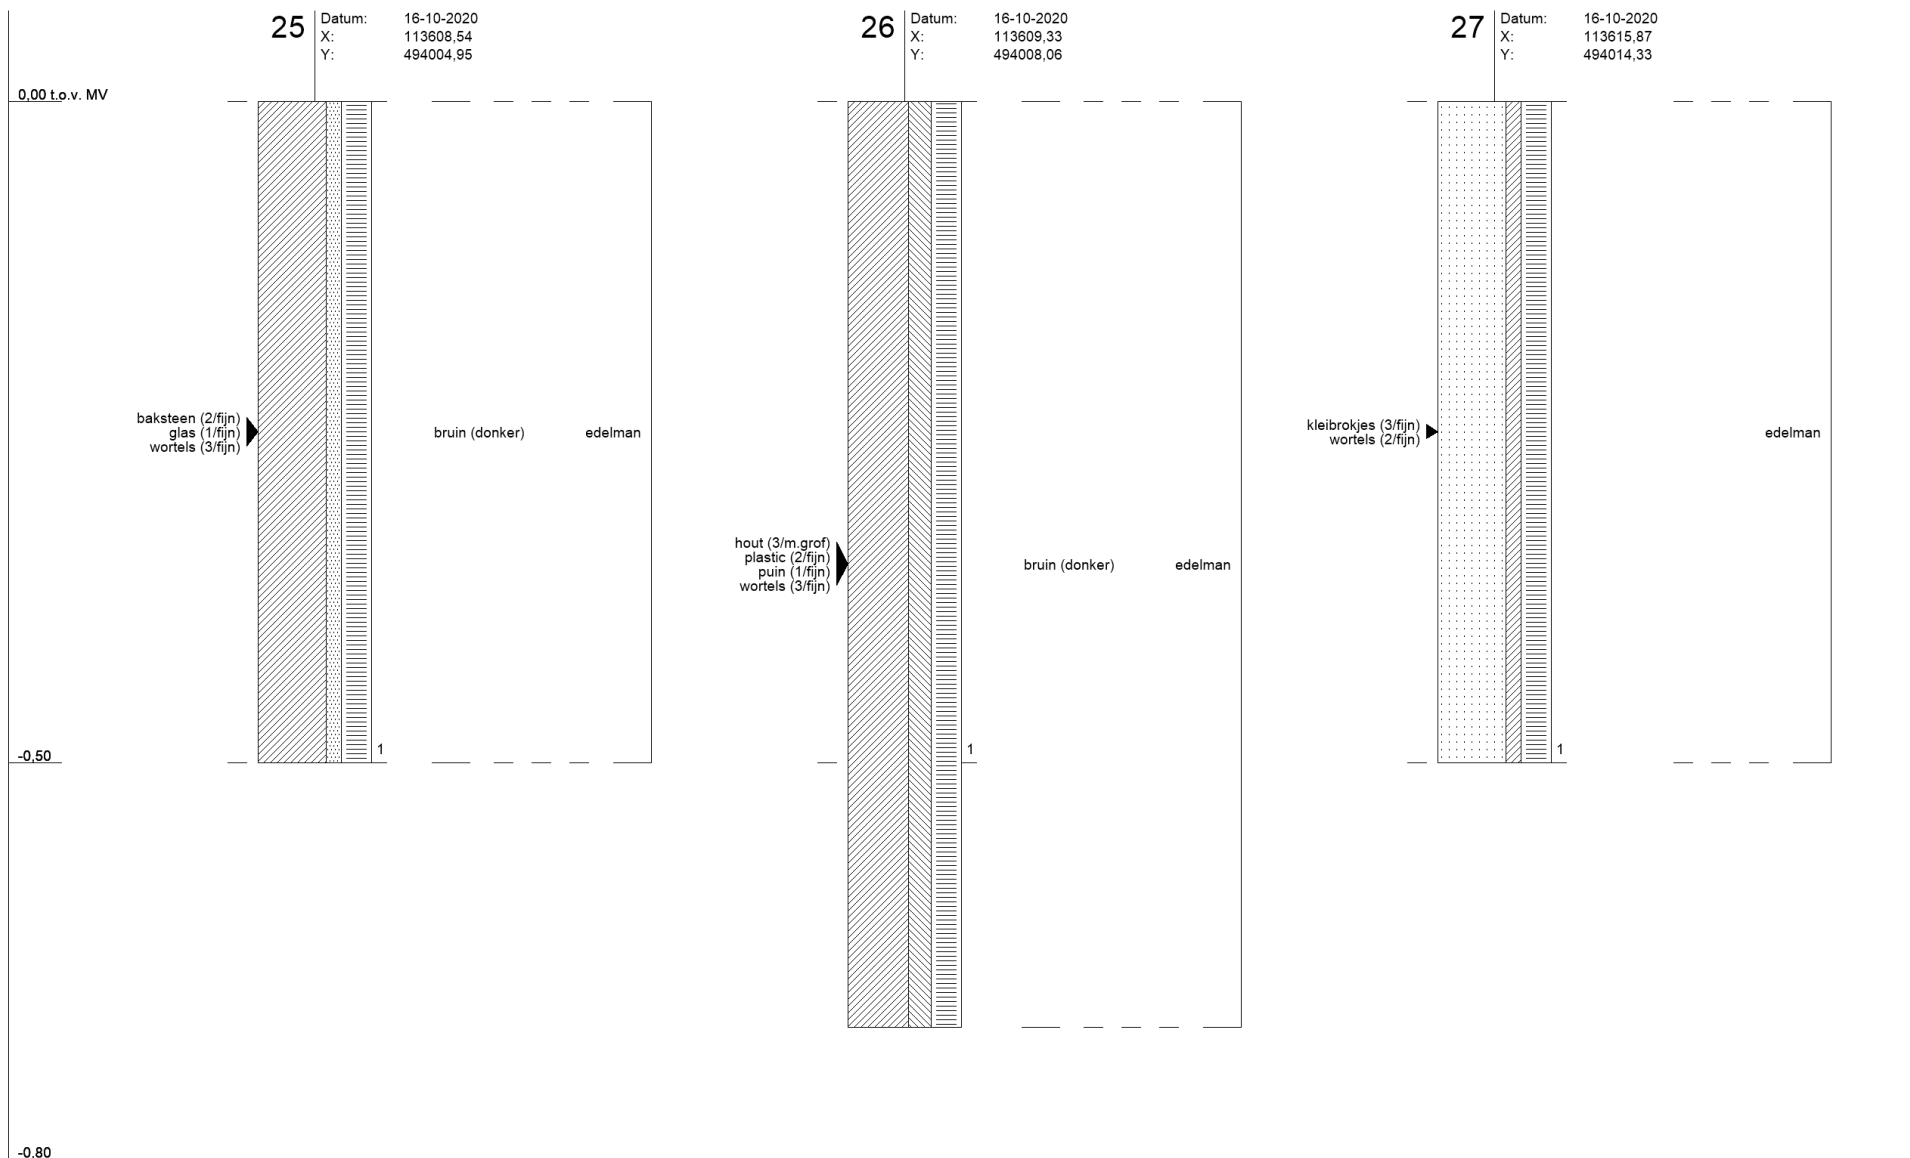 25
Datum: 16-10-2020
X: 113608,54
Y: 494004,95
26
Datum: 16-10-2020
X: 113609,33
Y: 494008,06
27
Datum: 16-10-2020
X: 113615,87
Y: 494014,33
0,00 t.o.v. MV
baksteen (2/fijn)
glas (1/fijn)
wortels (3/fijn)
bruin (donker)
edelman
1
hout (3/m.grof)
plastic (2/fijn)
puin (1/fijn)
wortels (3/fijn)
bruin (donker)
edelman
1
kleibrokjes (3/fijn)
wortels (2/fijn)
edelman
1
-0,50
-0,80